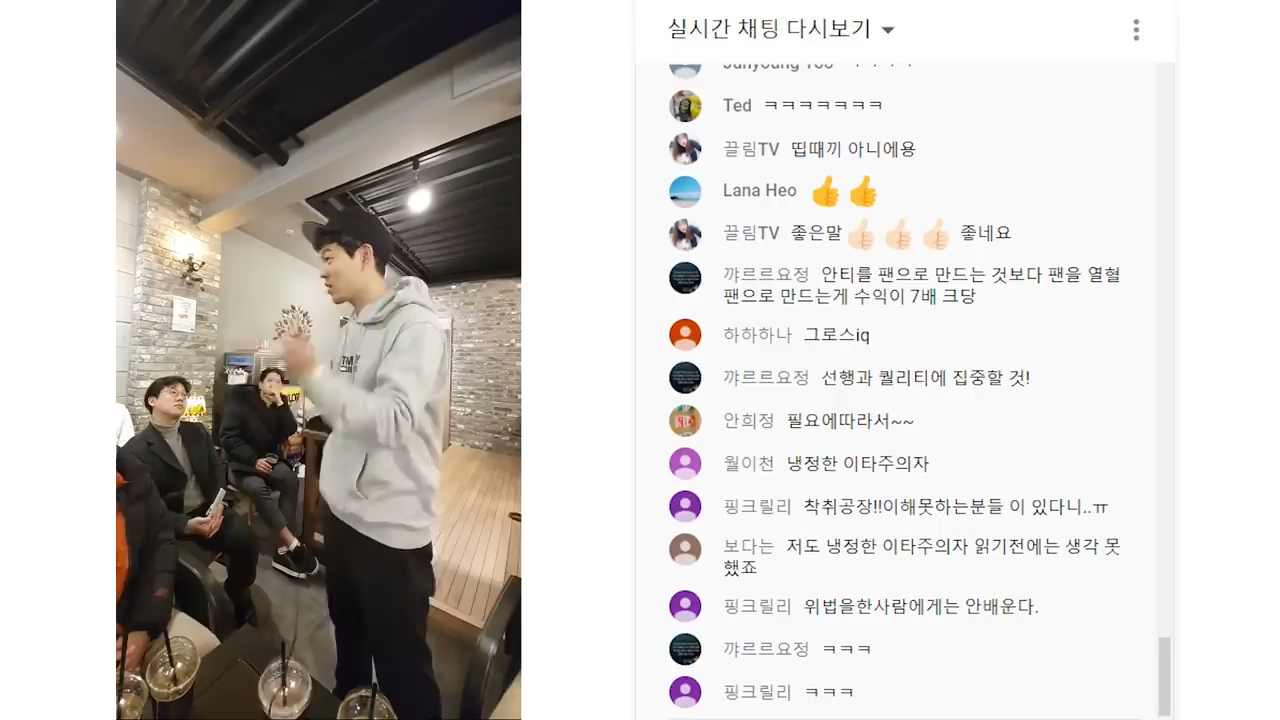 실시간 채팅 다시보기
Ted ㅋㅋㅋㅋㅋㅋㅋ
끌림TV 띱때끼 아니에용
Lana Heo 👍👍
끌림TV 좋은말👍🏻👍🏻👍🏻 좋네요
꺄르르요정 안티를 팬으로 만드는 것보다 팬을 열혈
팬으로 만드는게 수익이 7배 크당
하하하나 그로스iq
꺄르르요정 선행과 퀄리티에 집중할 것!
안희정 필요에따라서~~
월이천 냉정한 이타주의자
핑크릴리 착취공장!!이해못하는분들 이 있다니..ㅠ
보다는 저도 냉정한 이타주의자 읽기전에는 생각 못
했죠
핑크릴리 위법을한사람에게는 안배운다.
꺄르르요정 ㅋㅋㅋ
핑크릴리 ㅋㅋㅋ